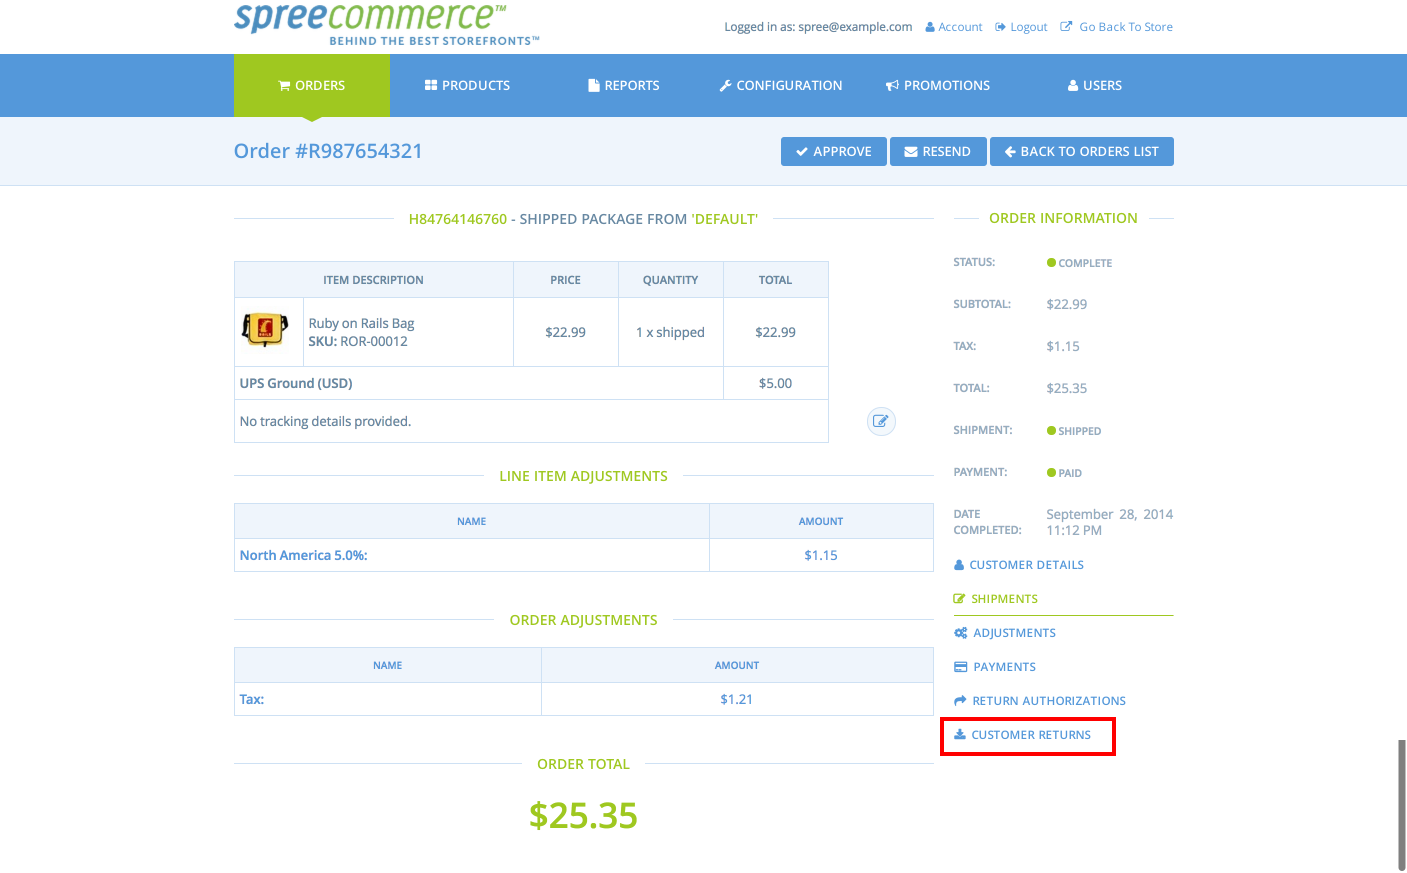 spreecommerce™
BEHIND THE BEST STOREFRONTS™
Logged in as: spree@example.com Account Logout Go Back To Store
ORDERS PRODUCTS REPORTS CONFIGURATION PROMOTIONS USERS
Order #R987654321
APPROVE RESEND BACK TO ORDERS LIST
H84764146760 - SHIPPED PACKAGE FROM 'DEFAULT'
ITEM DESCRIPTION PRICE QUANTITY TOTAL
Ruby on Rails Bag
SKU: ROR-00012
$22.99 1 x shipped $22.99
UPS Ground (USD) $5.00
No tracking details provided.
LINE ITEM ADJUSTMENTS
NAME AMOUNT
North America 5.0%: $1.15
ORDER ADJUSTMENTS
NAME AMOUNT
Tax: $1.21
ORDER TOTAL
$25.35
ORDER INFORMATION
STATUS: COMPLETE
SUBTOTAL: $22.99
TAX: $1.15
TOTAL: $25.35
SHIPMENT: SHIPPED
PAYMENT: PAID
DATE COMPLETED: September 28, 2014 11:12 PM
CUSTOMER DETAILS
SHIPMENTS
ADJUSTMENTS
PAYMENTS
RETURN AUTHORIZATIONS
CUSTOMER RETURNS